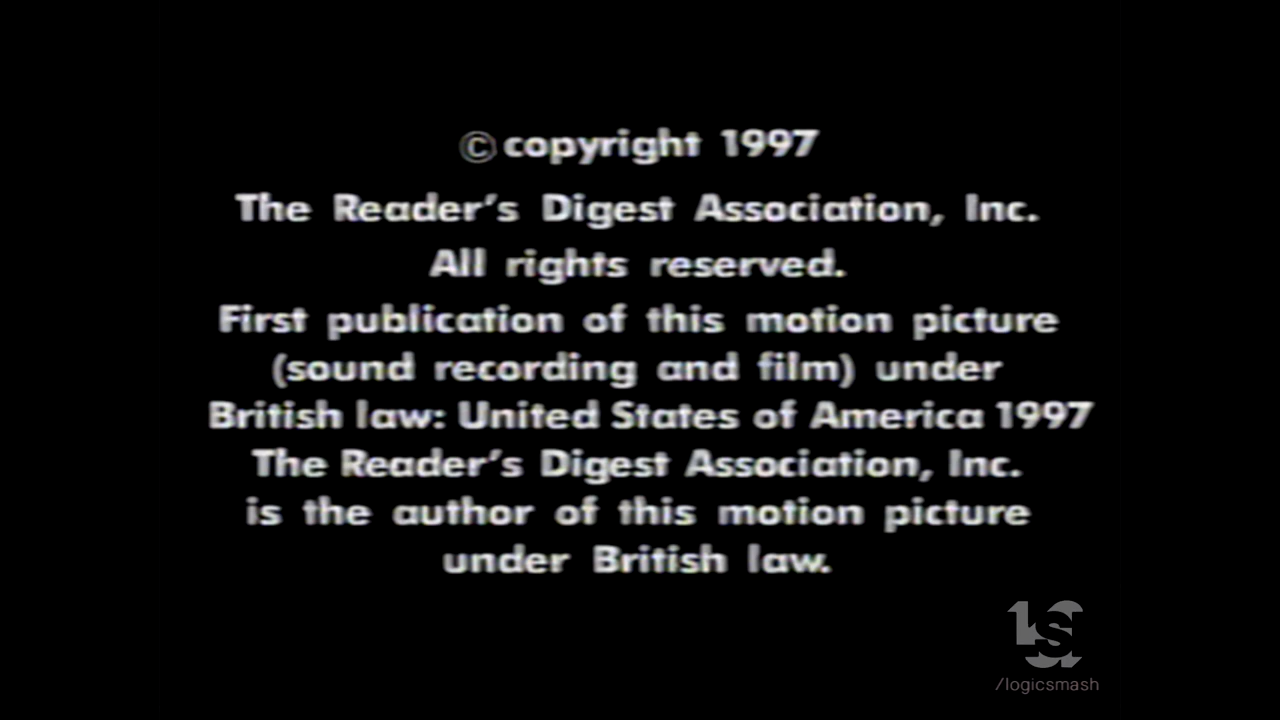 © copyright 1997
The Reader's Digest Association, Inc.
All rights reserved.
First publication of this motion picture
(sound recording and film) under
British law: United States of America 1997
The Reader's Digest Association, Inc.
is the author of this motion picture
under British law.
1S
/logicsmash